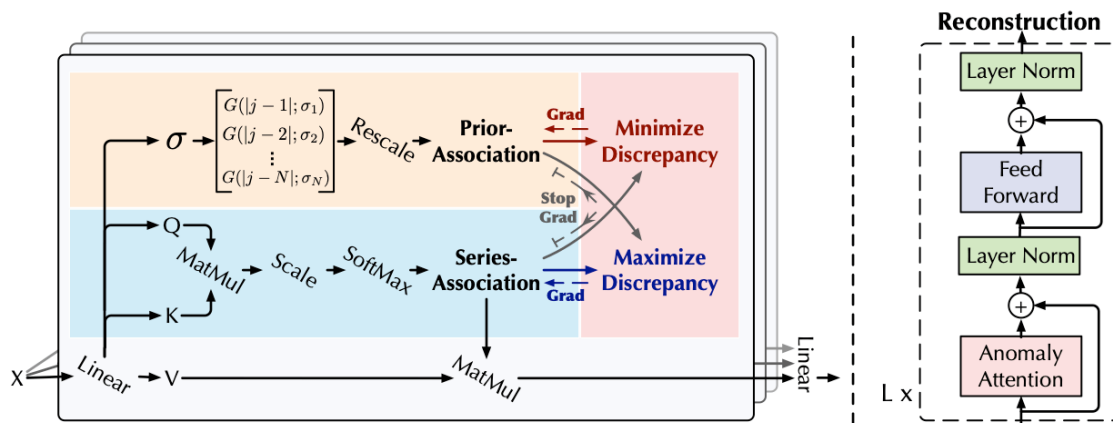 X
Linear
σ
G(|j − 1|; σ₁)
G(|j − 2|; σ₂)
⋮
G(|j − N|; σ_N)
Rescale
Prior-
Association
Grad
Minimize
Discrepancy
Stop
Grad
Q
K
MatMul
Scale
SoftMax
Series-
Association
Grad
Maximize
Discrepancy
V
MatMul
Linear
Reconstruction
Layer Norm
+
Feed
Forward
Layer Norm
+
Anomaly
Attention
L x